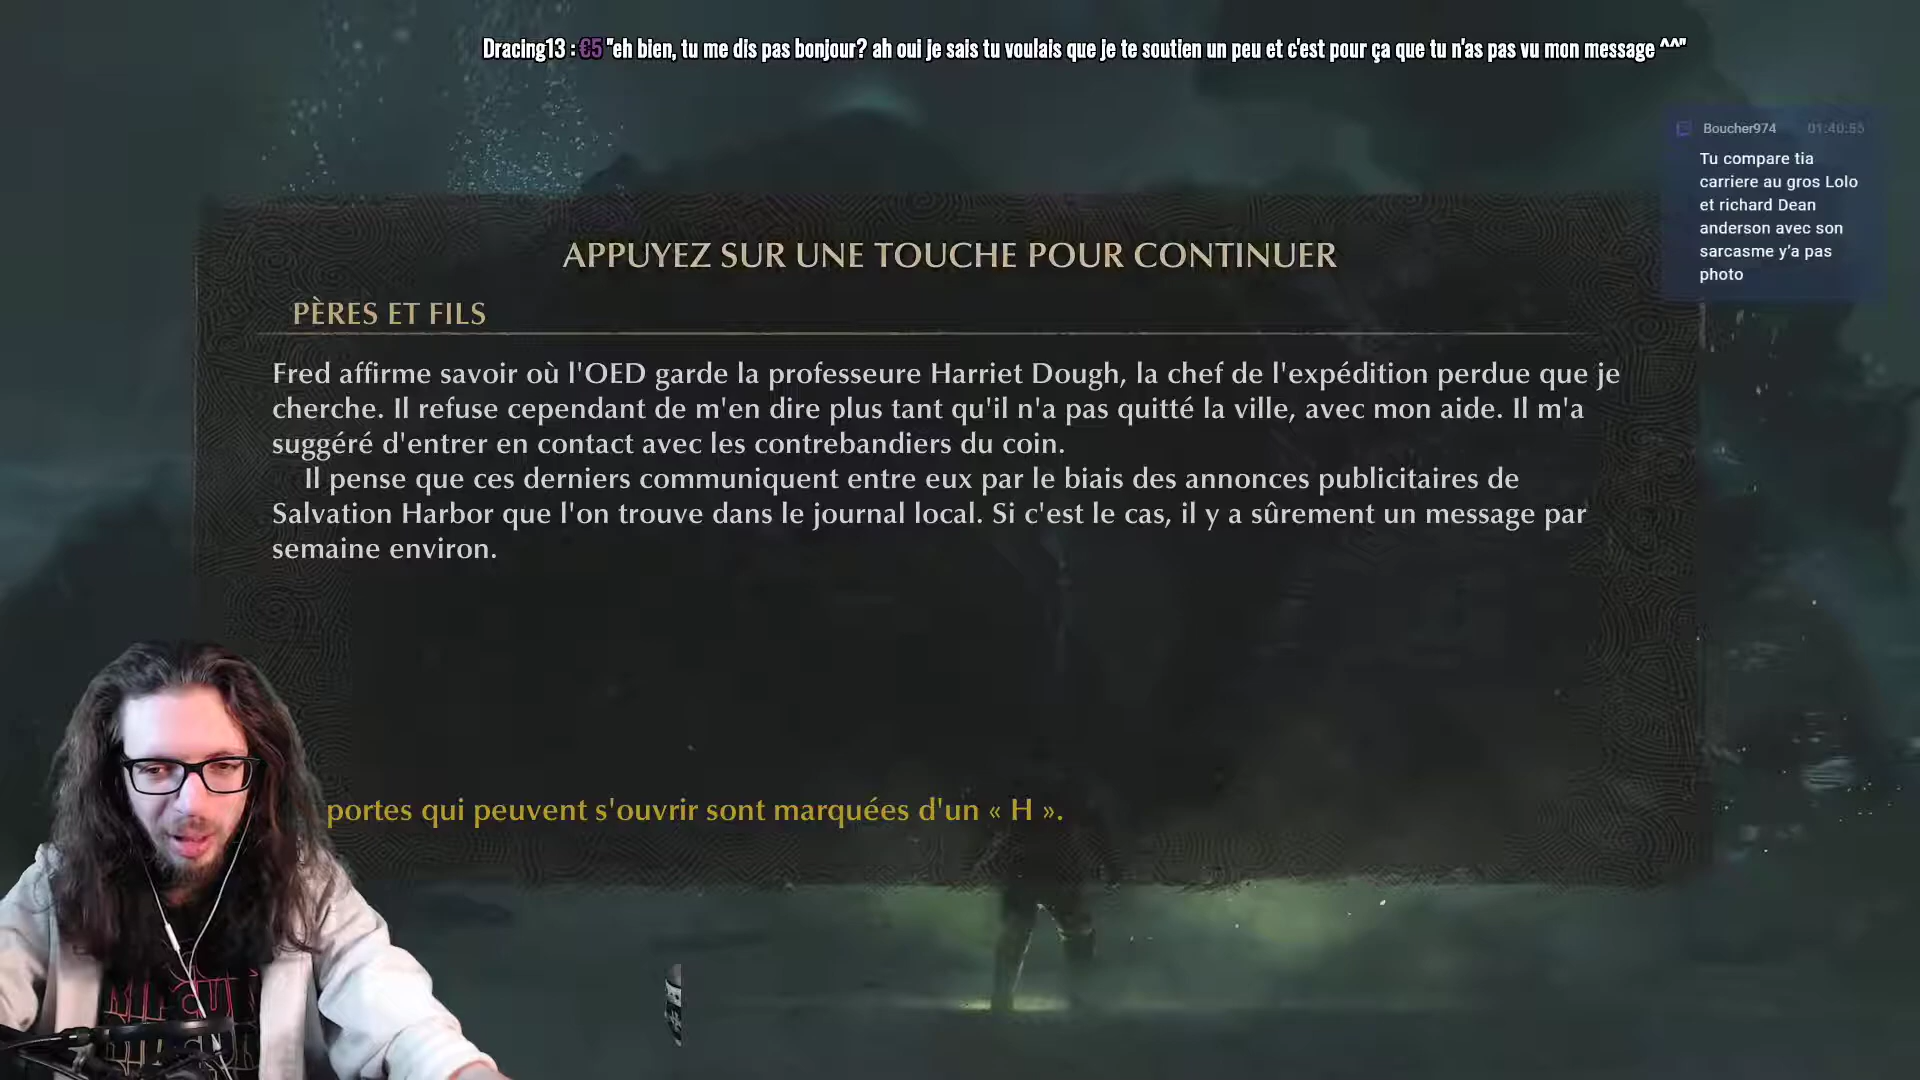 Dracing13 : €5 "eh bien, tu me dis pas bonjour? ah oui je sais tu voulais que je te soutien un peu et c'est pour ça que tu n'as pas vu mon message ^^"
Boucher974 01:40:55
Tu compare tia
carriere au gros Lolo
et richard Dean
anderson avec son
sarcasme y'a pas
photo
APPUYEZ SUR UNE TOUCHE POUR CONTINUER
PÈRES ET FILS
Fred affirme savoir où l'OED garde la professeure Harriet Dough, la chef de l'expédition perdue que je
cherche. Il refuse cependant de m'en dire plus tant qu'il n'a pas quitté la ville, avec mon aide. Il m'a
suggéré d'entrer en contact avec les contrebandiers du coin.
Il pense que ces derniers communiquent entre eux par le biais des annonces publicitaires de
Salvation Harbor que l'on trouve dans le journal local. Si c'est le cas, il y a sûrement un message par
semaine environ.
portes qui peuvent s'ouvrir sont marquées d'un « H ».